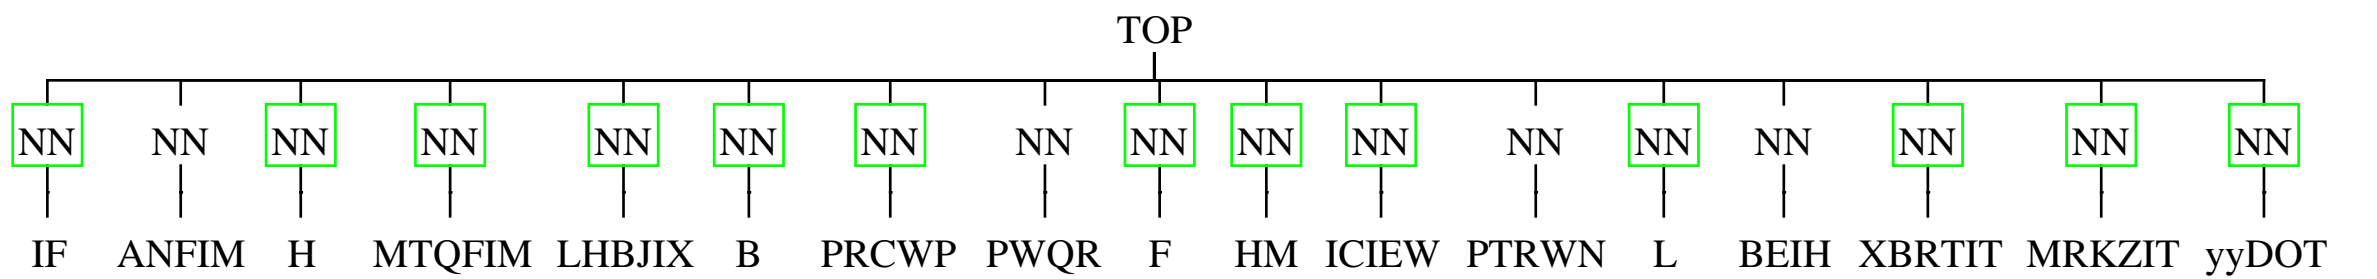 TOP
NN NN NN NN NN NN NN NN NN NN NN NN NN NN NN NN NN
IF ANFIM H MTQFIM LHBJIX B PRCWP PWQR F HM ICIEW PTRWN L BEIH XBRTIT MRKZIT yyDOT